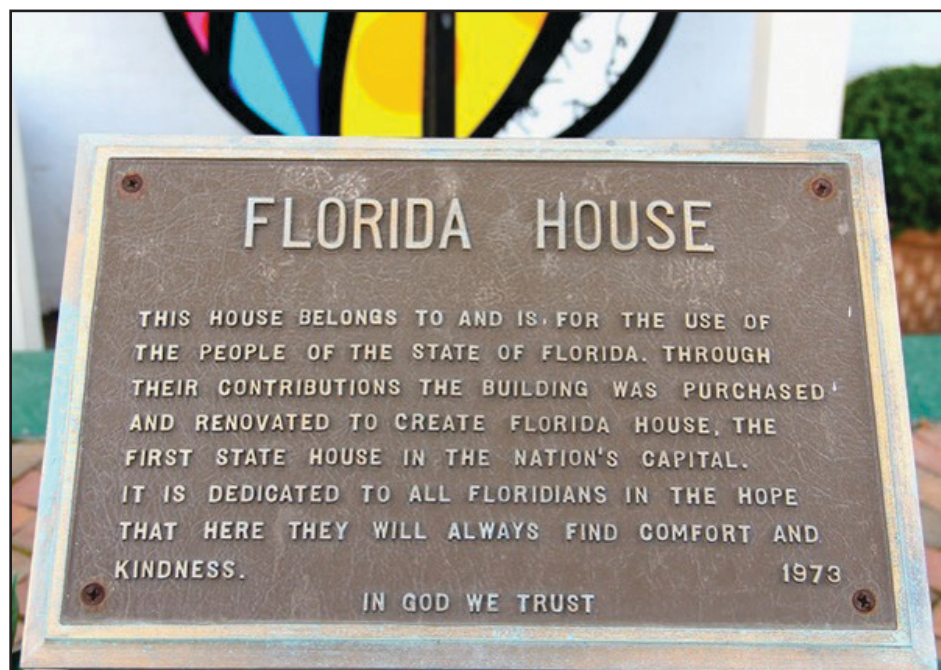 FLORIDA HOUSE
THIS HOUSE BELONGS TO AND IS FOR THE USE OF
THE PEOPLE OF THE STATE OF FLORIDA. THROUGH
THEIR CONTRIBUTIONS THE BUILDING WAS PURCHASED
AND RENOVATED TO CREATE FLORIDA HOUSE, THE
FIRST STATE HOUSE IN THE NATION'S CAPITAL.
IT IS DEDICATED TO ALL FLORIDIANS IN THE HOPE
THAT HERE THEY WILL ALWAYS FIND COMFORT AND
KINDNESS. 1973
IN GOD WE TRUST